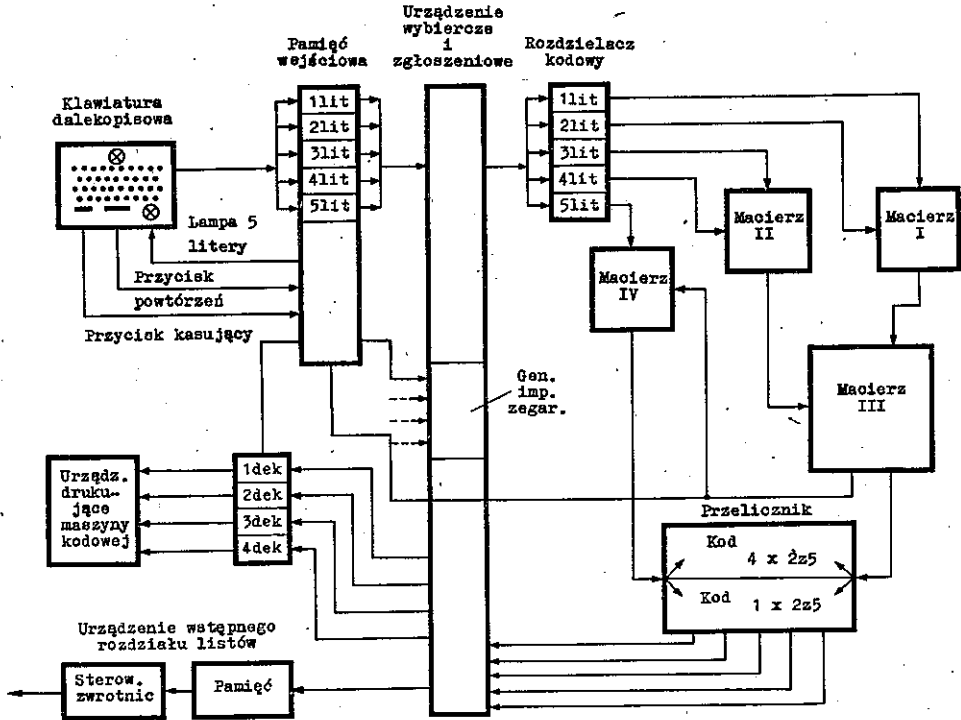 Urządzenie
wybiercze
i
zgłoszeniowe
Pamięć
wejściowa
Rozdzielacz
kodowy
Klawiatura
dalekopisowa
1lit
2lit
3lit
4lit
5lit
1lit
2lit
3lit
4lit
5lit
Macierz
II
Macierz
I
Lampa 5
litery
Przycisk
powtórzeń
Przycisk kasujący
Macierz
IV
Macierz
III
Gen.
imp.
zegar.
Urządz.
druku-
jące
maszyny
kodowej
1dek
2dek
3dek
4dek
Przelicznik
Kod
4 x 2z5
Kod
1 x 2z5
Urządzenie wstępnego
rozdziału listów
Sterow.
zwrotnic
Pamięć